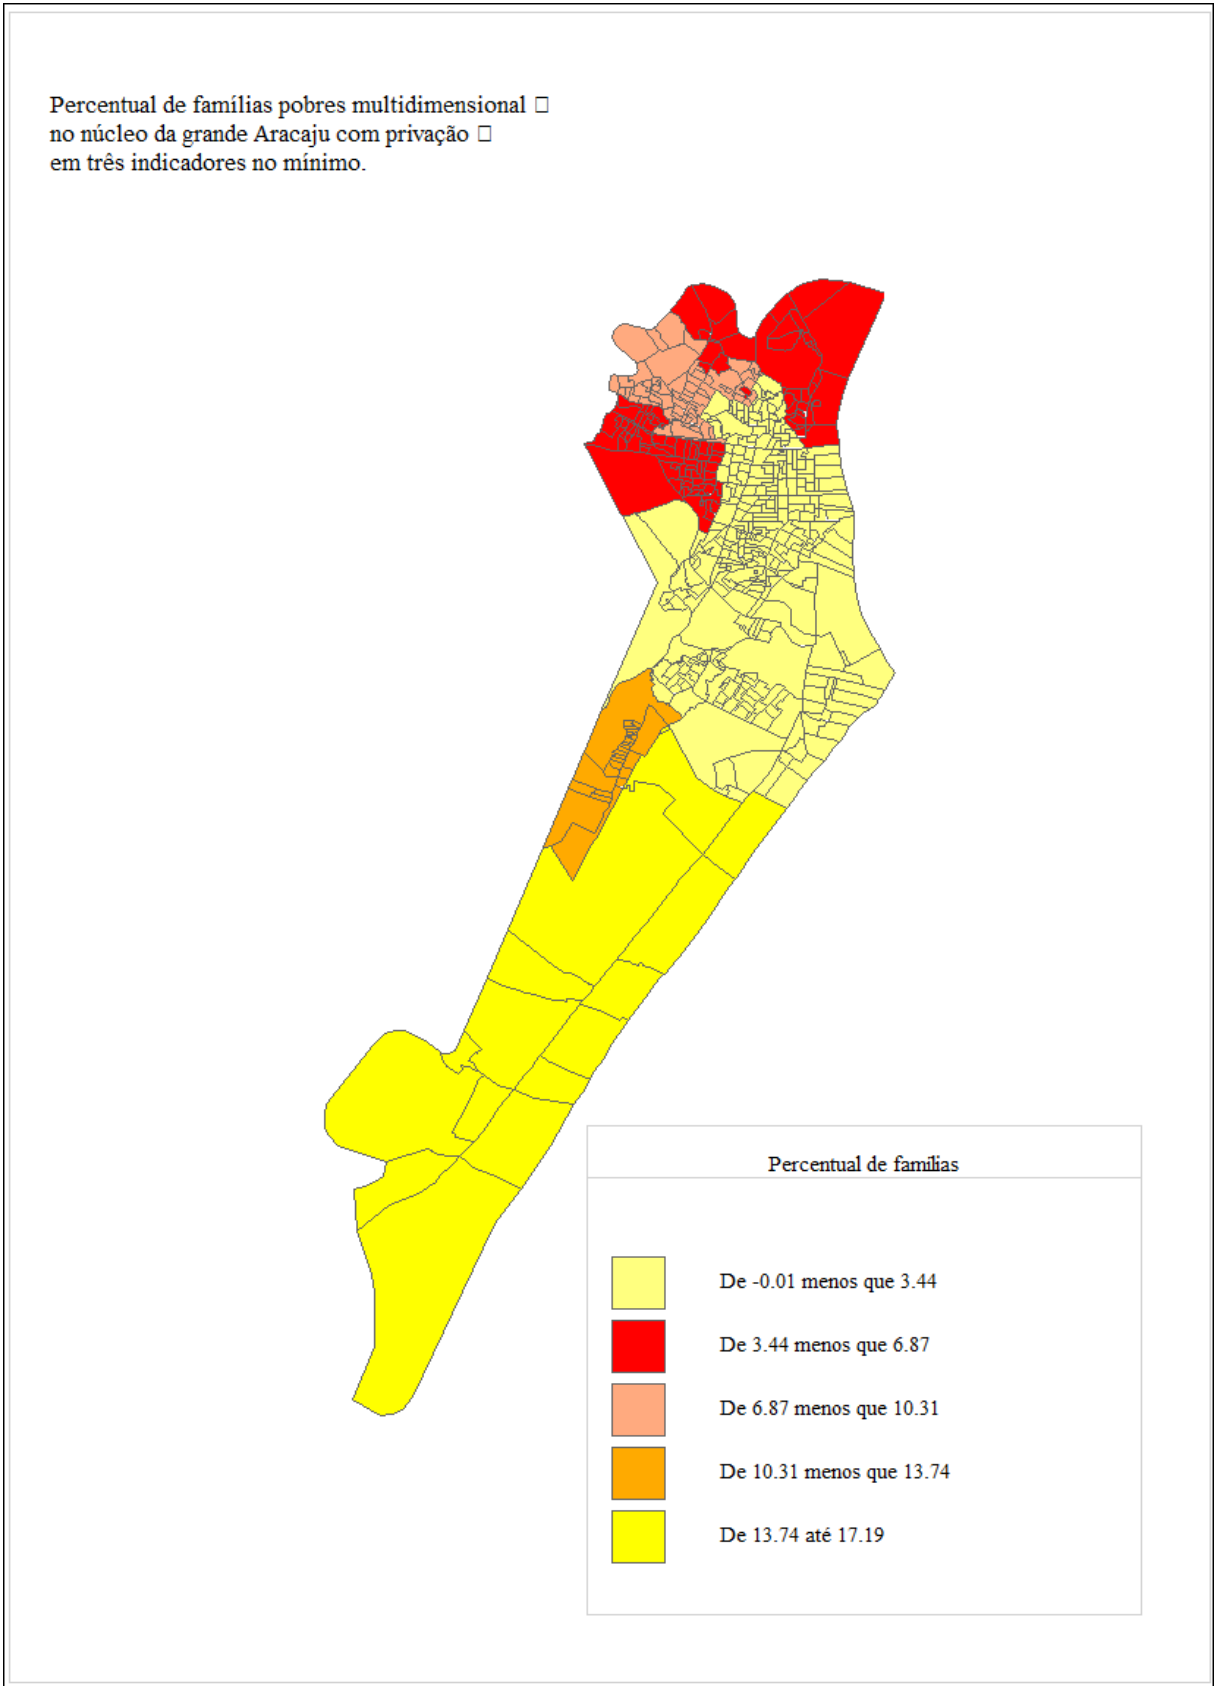 Percentual de famílias pobres multidimensional □
no núcleo da grande Aracaju com privação □
em três indicadores no mínimo.
Percentual de famílias
De -0.01 menos que 3.44
De 3.44 menos que 6.87
De 6.87 menos que 10.31
De 10.31 menos que 13.74
De 13.74 até 17.19